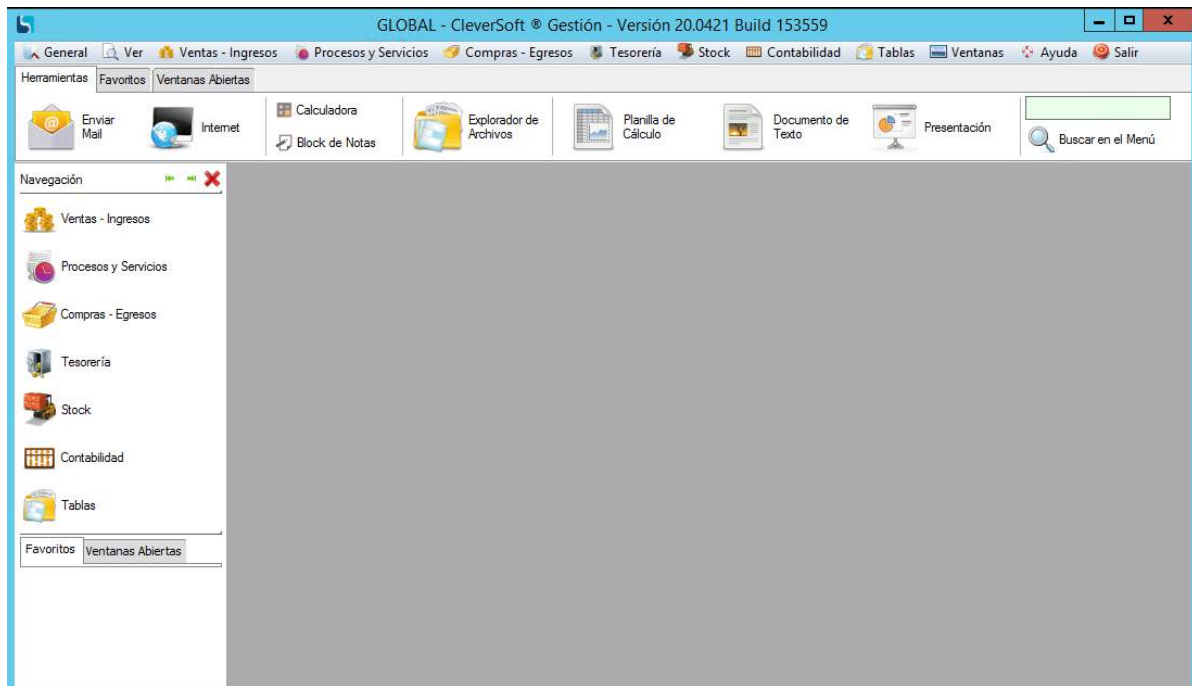 GLOBAL - CleverSoft ® Gestión - Versión 20.0421 Build 153559
General Ver Ventas - Ingresos Procesos y Servicios Compras - Egresos Tesorería Stock Contabilidad Tablas Ventanas Ayuda Salir
Herramientas Favoritos Ventanas Abiertas
Enviar
Mail
Internet
Calculadora
Block de Notas
Explorador de
Archivos
Planilla de
Cálculo
Documento de
Texto
Presentación
Buscar en el Menú
Navegación
Ventas - Ingresos
Procesos y Servicios
Compras - Egresos
Tesorería
Stock
Contabilidad
Tablas
Favoritos Ventanas Abiertas